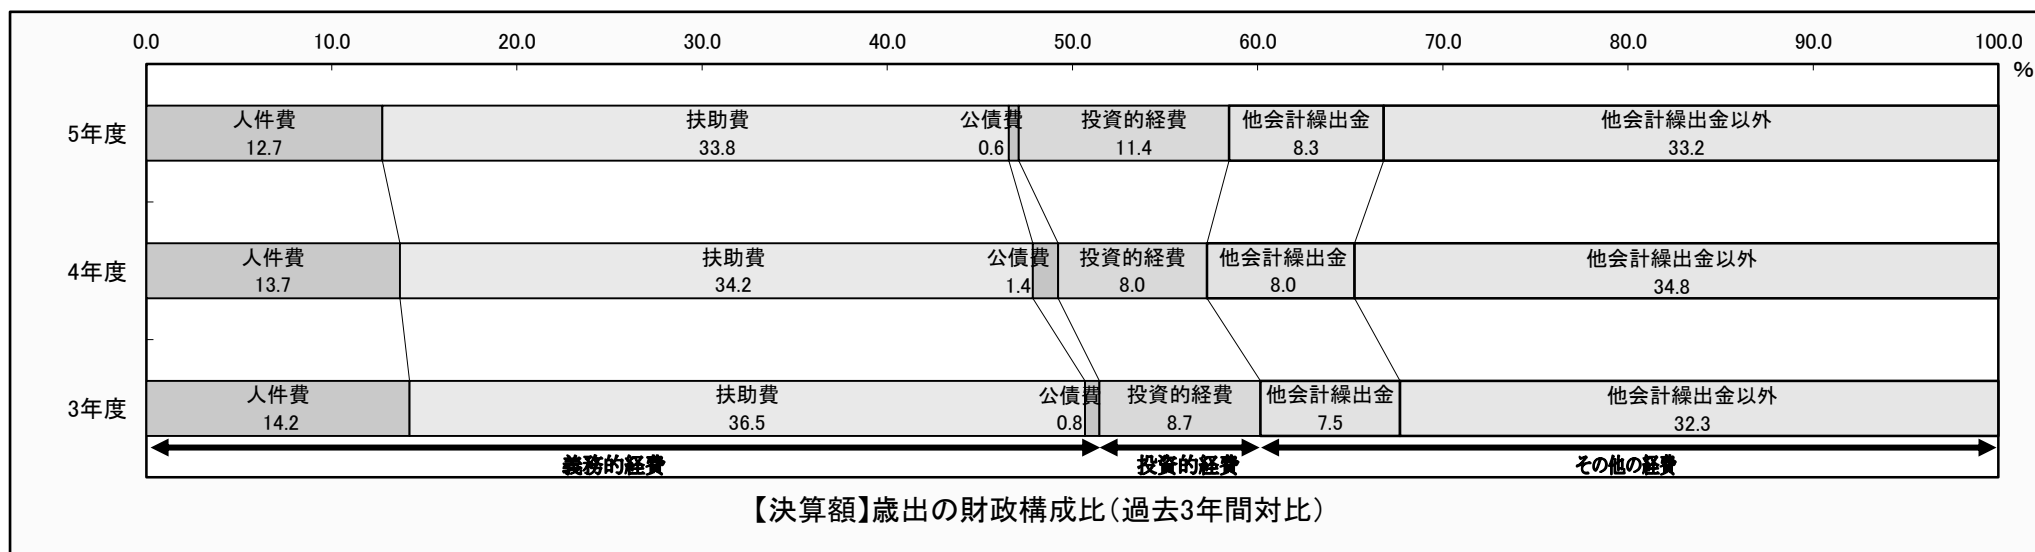 0.0 10.0 20.0 30.0 40.0 50.0 60.0 70.0 80.0 90.0 100.0
%
5年度
人件費 扶助費 公債費 投資的経費 他会計繰出金 他会計繰出金以外
12.7 33.8 0.6 11.4 8.3 33.2
4年度
人件費 扶助費 公債費 投資的経費 他会計繰出金 他会計繰出金以外
13.7 34.2 1.4 8.0 8.0 34.8
3年度
人件費 扶助費 公債費 投資的経費 他会計繰出金 他会計繰出金以外
14.2 36.5 0.8 8.7 7.5 32.3
義務的経費 投資的経費 その他の経費
【決算額】歳出の財政構成比(過去3年間対比)